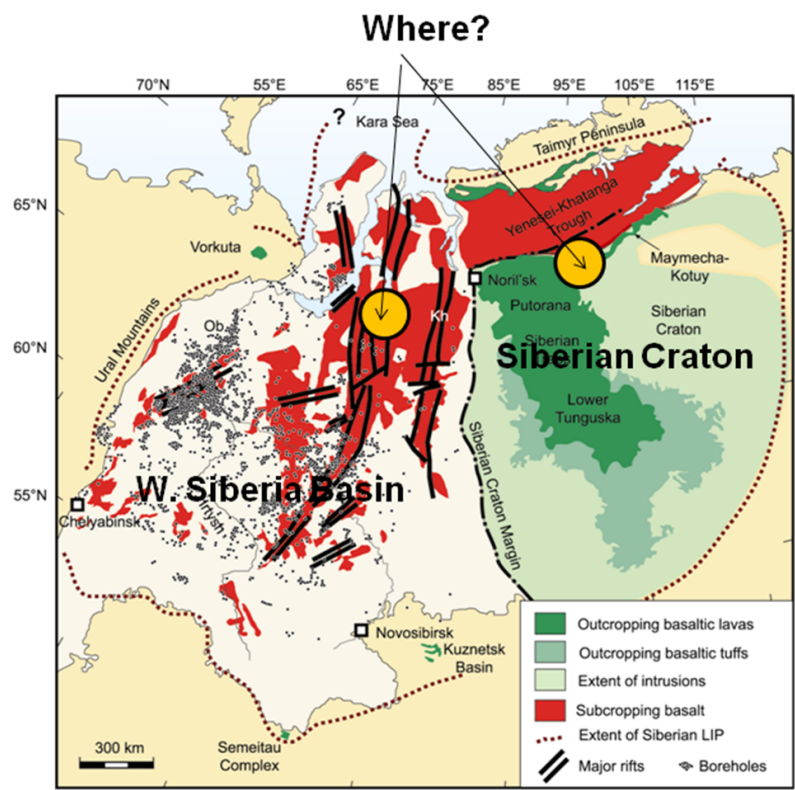 Where?
70°N 55°E 65°E 75°E 85°E 95°E 105°E 115°E
?
Kara Sea
Taimyr Peninsula
65°N
Yenesei-Khatanga
Trough
Vorkuta
Maymecha-
Kotuy
Noril'sk
Putorana
Ob
Kh
Siberian
Craton
Ural Mountains
60°N
Siberian
Siberian Craton
Lower
Tunguska
Siberian Craton Margin
W. Siberia Basin
55°N
Chelyabinsk
Irtysh
Novosibirsk
Kuznetsk
Basin
300 km
Semeitau
Complex
Outcropping basaltic lavas
Outcropping basaltic tuffs
Extent of intrusions
Subcropping basalt
Extent of Siberian LIP
Major rifts
Boreholes